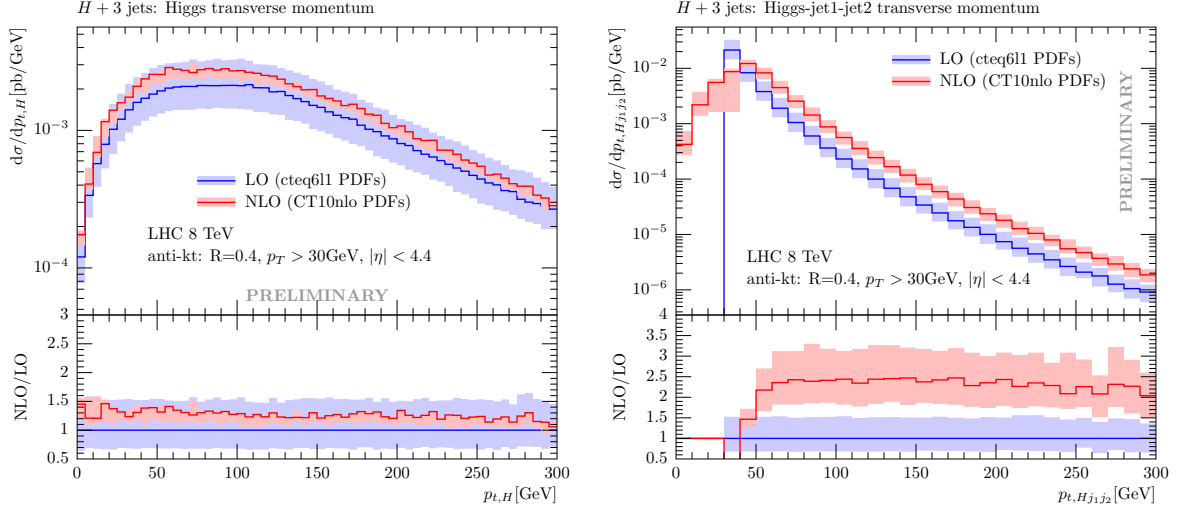 H + 3 jets: Higgs transverse momentum
dσ/dp_{t,H}[pb/GeV]
10^{−3}
10^{−4}
LO (cteq6l1 PDFs)
NLO (CT10nlo PDFs)
LHC 8 TeV
anti-kt: R=0.4, p_T > 30GeV, |η| < 4.4
PRELIMINARY
NLO/LO
3
2.5
2
1.5
1
0.5
0 50 100 150 200 250 300
p_{t,H}[GeV]
H + 3 jets: Higgs-jet1-jet2 transverse momentum
dσ/dp_{t,Hj_1j_2}[pb/GeV]
10^{−2}
10^{−3}
10^{−4}
10^{−5}
10^{−6}
LO (cteq6l1 PDFs)
NLO (CT10nlo PDFs)
PRELIMINARY
LHC 8 TeV
anti-kt: R=0.4, p_T > 30GeV, |η| < 4.4
NLO/LO
4
3.5
3
2.5
2
1.5
1
0.5
0 50 100 150 200 250 300
p_{t,Hj_1j_2}[GeV]